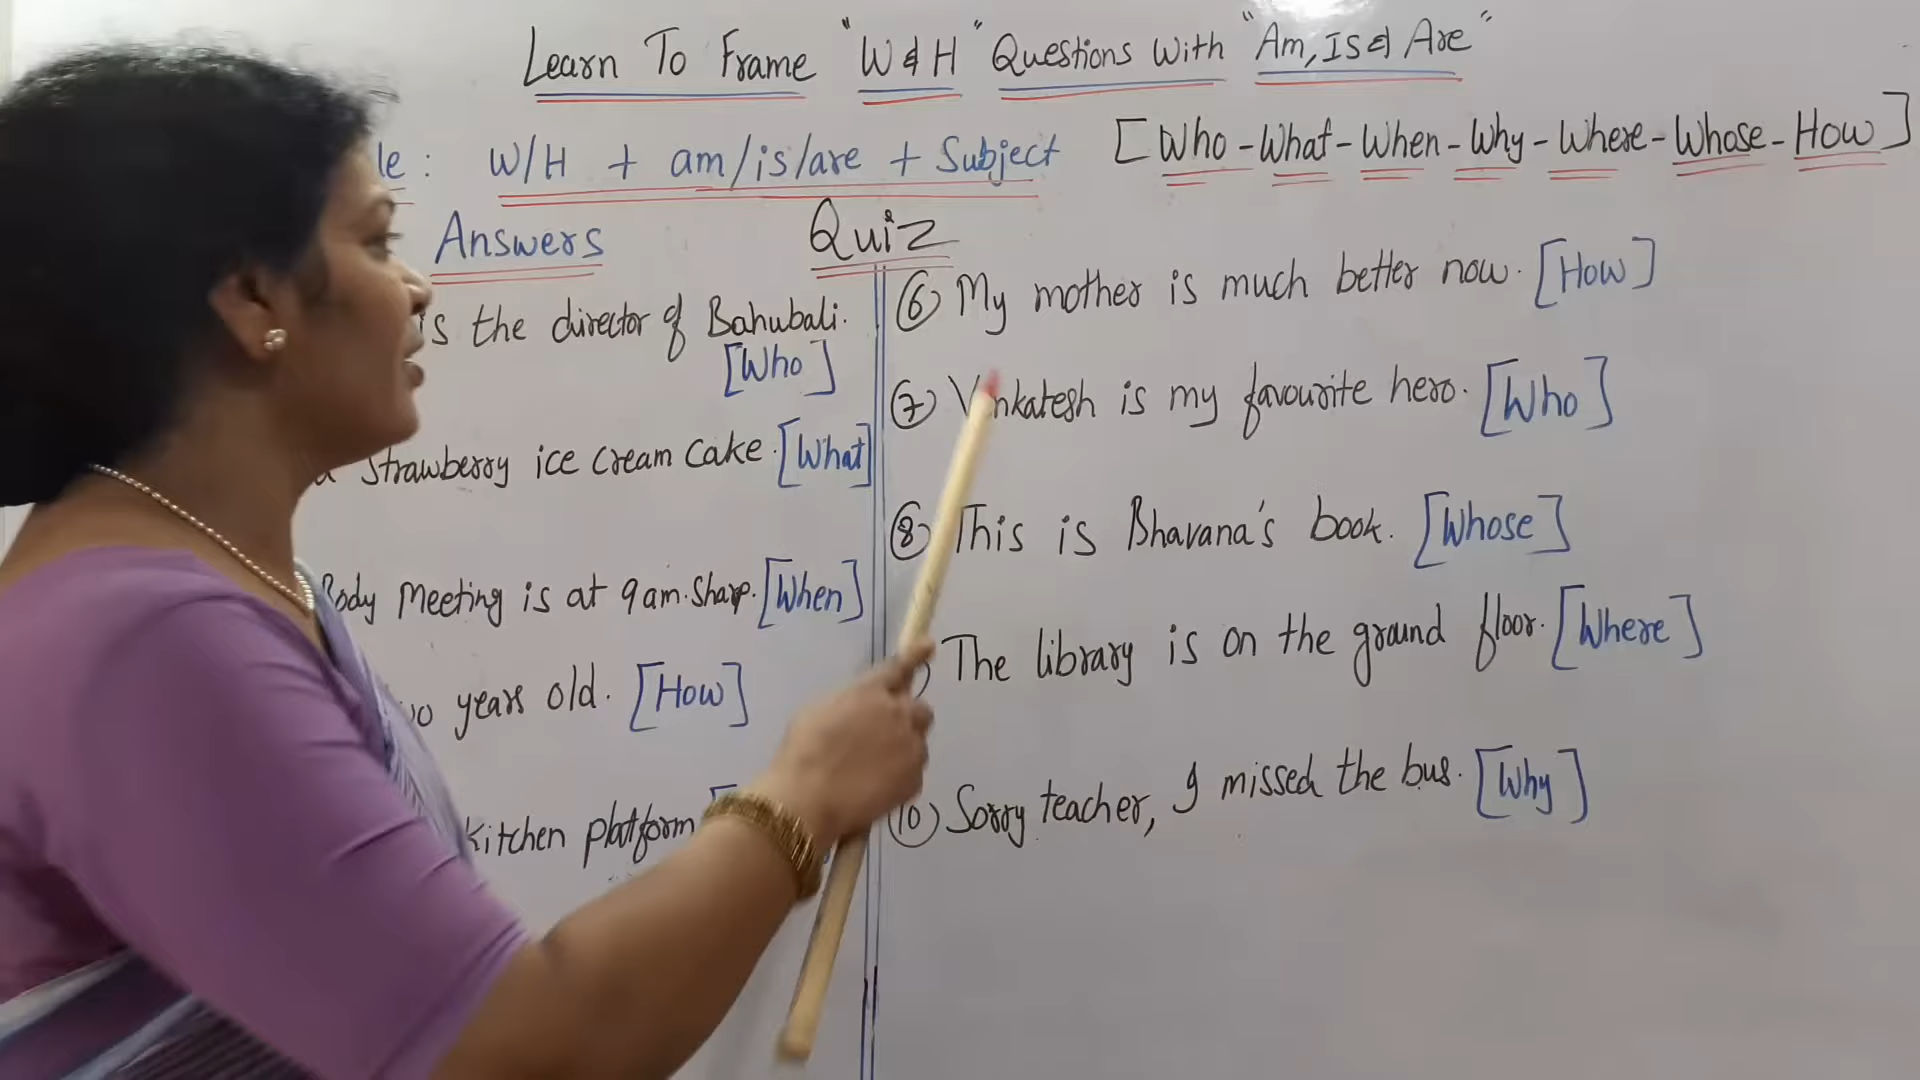 Learn To Frame "W & H" Questions With "Am, Is & Are"
le : W/H + am/is/are + Subject [Who - What - When - Why - Where - Whose - How]
Answers Quiz
is the director of Bahubali.
[Who]
strawberry ice cream cake. [What]
Body Meeting is at 9am. Sharp. [When]
years old. [How]
kitchen platform
6) My mother is much better now. [How]
7) Venkatesh is my favourite hero. [Who]
8) This is Bhavana's book. [Whose]
The library is on the ground floor. [Where]
10) Sorry teacher, I missed the bus. [Why]